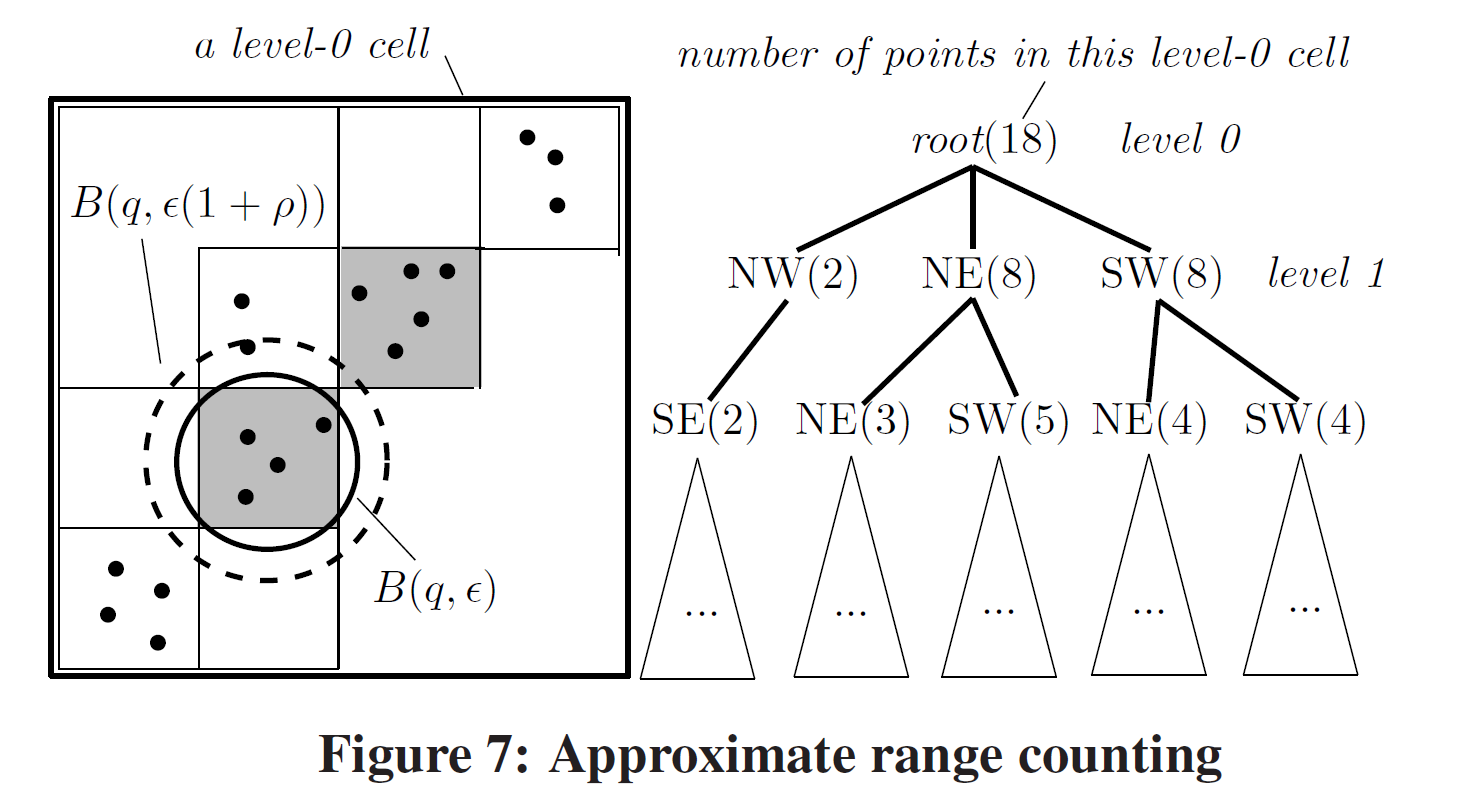 a level-0 cell
number of points in this level-0 cell
root(18) level 0
B(q, ϵ(1 + ρ))
NW(2) NE(8) SW(8) level 1
SE(2) NE(3) SW(5) NE(4) SW(4)
B(q, ϵ)
... ... ... ... ...
Figure 7: Approximate range counting